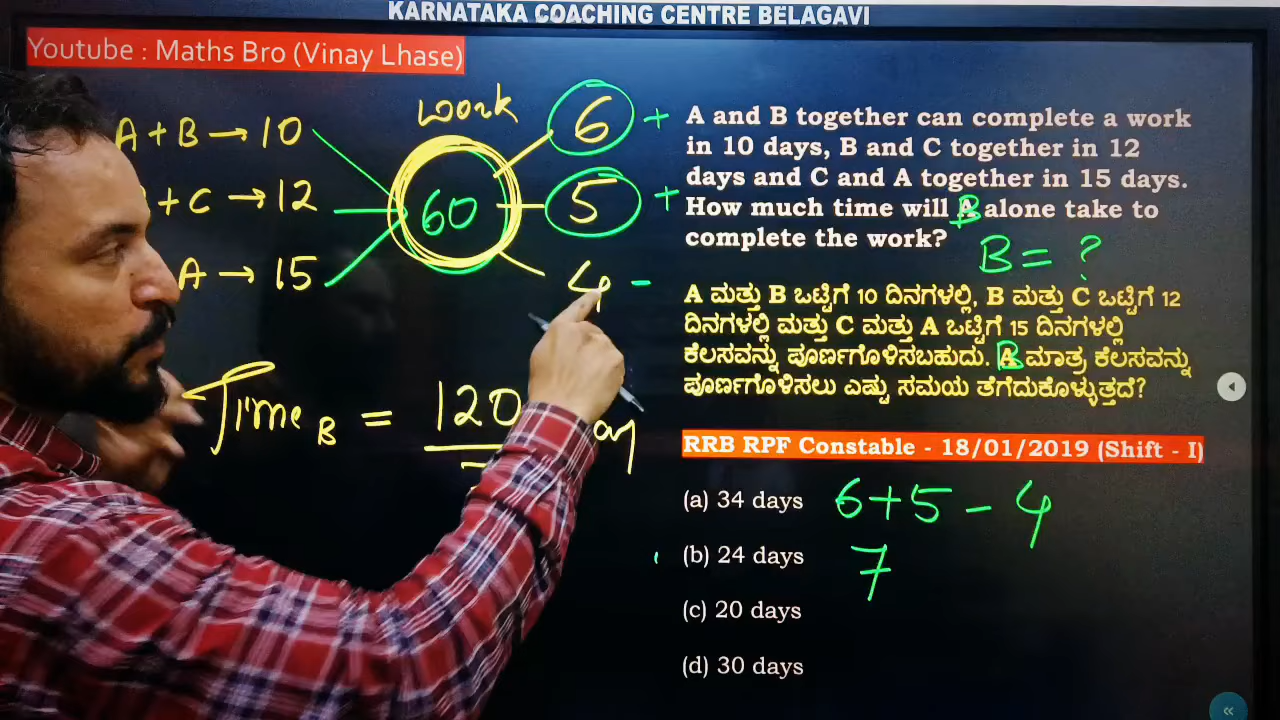 KARNATAKA COACHING CENTRE BELAGAVI
Youtube : Maths Bro (Vinay Lhase)
A + B → 10
+ C → 12
A → 15
work
60
6 +
5 +
4 -
Time B = 120
A and B together can complete a work
in 10 days, B and C together in 12
days and C and A together in 15 days.
How much time will B alone take to
complete the work?
B = ?
A ಮತ್ತು B ಒಟ್ಟಿಗೆ 10 ದಿನಗಳಲ್ಲಿ, B ಮತ್ತು C ಒಟ್ಟಿಗೆ 12
ದಿನಗಳಲ್ಲಿ ಮತ್ತು C ಮತ್ತು A ಒಟ್ಟಿಗೆ 15 ದಿನಗಳಲ್ಲಿ
ಕೆಲಸವನ್ನು ಪೂರ್ಣಗೊಳಿಸಬಹುದು. B ಮಾತ್ರ ಕೆಲಸವನ್ನು
ಪೂರ್ಣಗೊಳಿಸಲು ಎಷ್ಟು ಸಮಯ ತೆಗೆದುಕೊಳ್ಳುತ್ತದೆ?
RRB RPF Constable - 18/01/2019 (Shift - I)
(a) 34 days 6+5-4
(b) 24 days 7
(c) 20 days
(d) 30 days